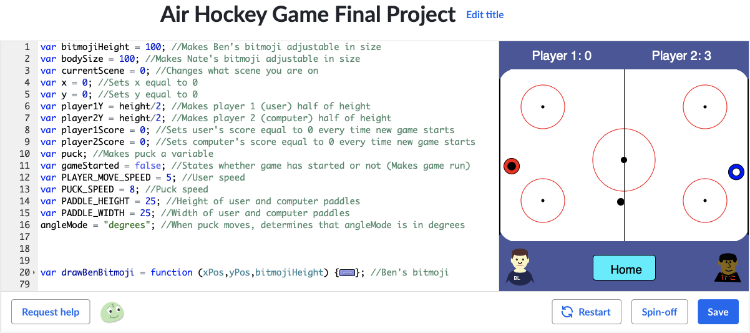 Air Hockey Game Final Project Edit title
1 var bitmojiHeight = 100; //Makes Ben's bitmoji adjustable in size
2 var bodySize = 100; //Makes Nate's bitmoji adjustable in size
3 var currentScene = 0; //Changes what scene you are on
4 var x = 0; //Sets x equal to 0
5 var y = 0; //Sets y equal to 0
6 var player1Y = height/2; //Makes player 1 (user) half of height
7 var player2Y = height/2; //Makes player 2 (computer) half of height
8 var player1Score = 0; //Sets user's score equal to 0 every time new game starts
9 var player2Score = 0; //Sets computer's score equal to 0 every time new game starts
10 var puck; //Makes puck a variable
11 var gameStarted = false; //States whether game has started or not (Makes game run)
12 var PLAYER_MOVE_SPEED = 5; //User speed
13 var PUCK_SPEED = 8; //Puck speed
14 var PADDLE_HEIGHT = 25; //Height of user and computer paddles
15 var PADDLE_WIDTH = 25; //Width of user and computer paddles
16 angleMode = "degrees"; //When puck moves, determines that angleMode is in degrees
17
18
19
20 var drawBenBitmoji = function (xPos,yPos,bitmojiHeight) {}; //Ben's bitmoji
79
Player 1: 0 Player 2: 3
BL
Home
Request help Restart Spin-off Save